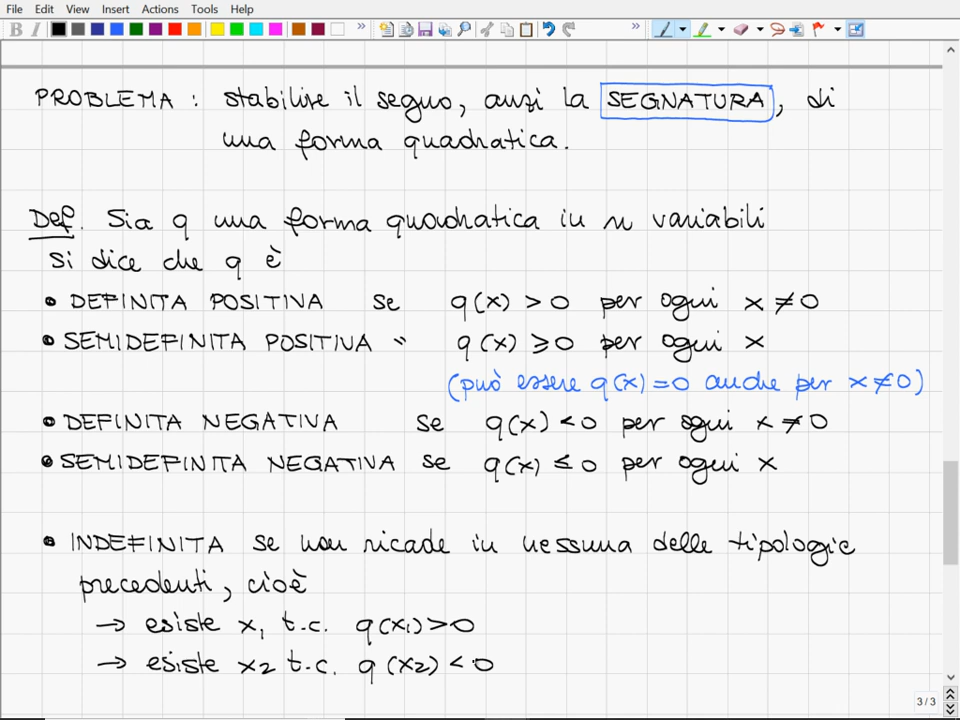 File Edit View Insert Actions Tools Help
B I
PROBLEMA : stabilire il segno, anzi la SEGNATURA, di
una forma quadratica.
Def. Sia q una forma quadratica in n variabili
Si dice che q è
• DEFINITA POSITIVA se q(x) > 0 per ogni x ≠ 0
• SEMIDEFINITA POSITIVA " q(x) ⩾ 0 per ogni x
(può essere q(x) = 0 anche per x ≠ 0)
• DEFINITA NEGATIVA se q(x) < 0 per ogni x ≠ 0
• SEMIDEFINITA NEGATIVA se q(x) ≤ 0 per ogni x
• INDEFINITA se non ricade in nessuna delle tipologie
precedenti, cioè
→ esiste x₁ t.c. q(x₁) > 0
→ esiste x₂ t.c. q(x₂) < 0
3/3